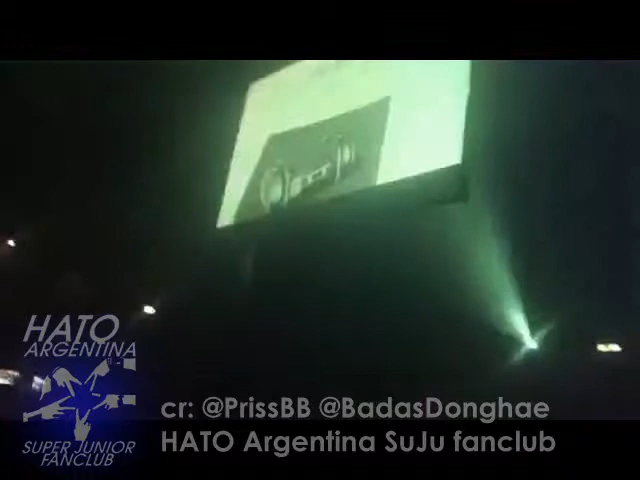 HATO
ARGENTINA
SUPER JUNIOR
FANCLUB
cr: @PrissBB @BadasDonghae
HATO Argentina SuJu fanclub